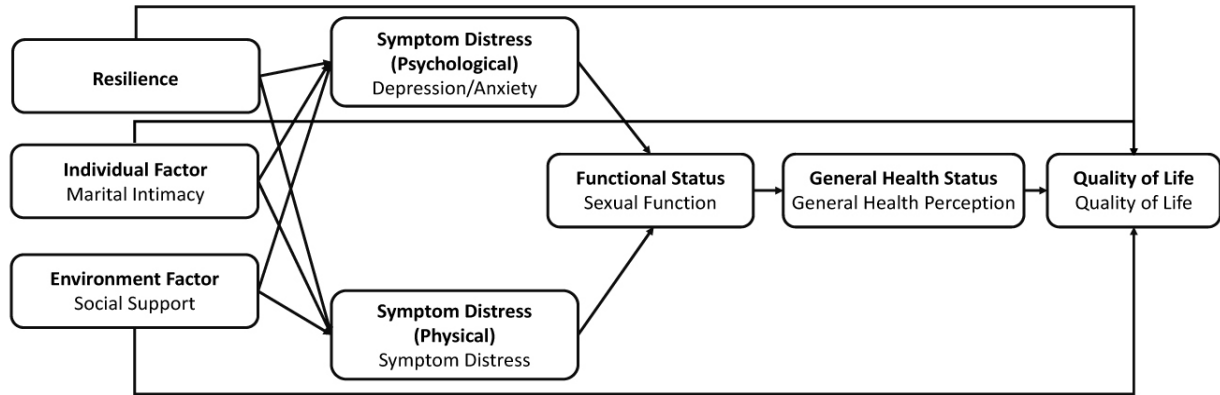 Resilience
Individual Factor
Marital Intimacy
Environment Factor
Social Support
Symptom Distress
(Psychological)
Depression/Anxiety
Symptom Distress
(Physical)
Symptom Distress
Functional Status
Sexual Function
General Health Status
General Health Perception
Quality of Life
Quality of Life